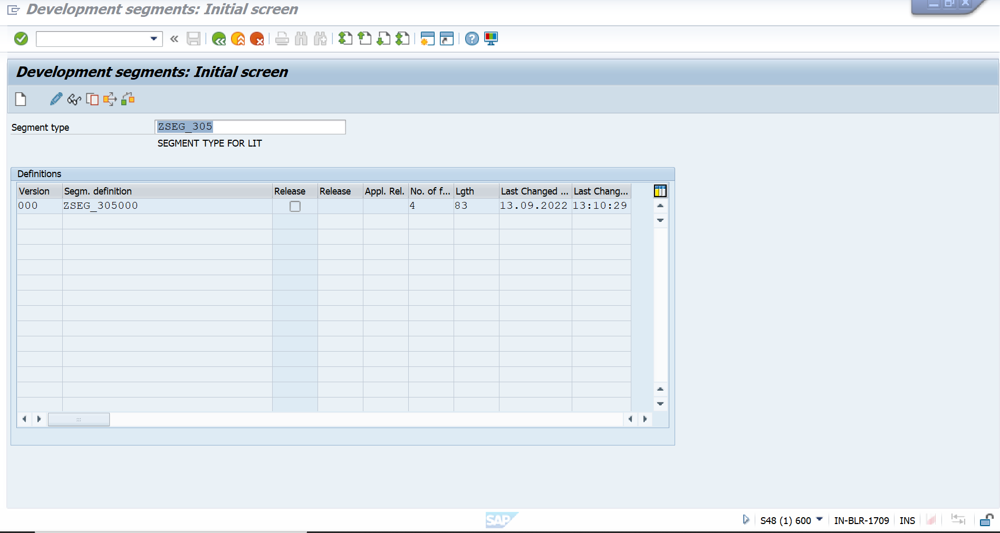 Development segments: Initial screen
Development segments: Initial screen
Segment type ZSEG_305
SEGMENT TYPE FOR LIT
Definitions
Version Segm. definition Release Release Appl. Rel. No. of f... Lgth Last Changed ... Last Chang...
000 ZSEG_305000 4 83 13.09.2022 13:10:29
SAP S48 (1) 600 IN-BLR-1709 INS